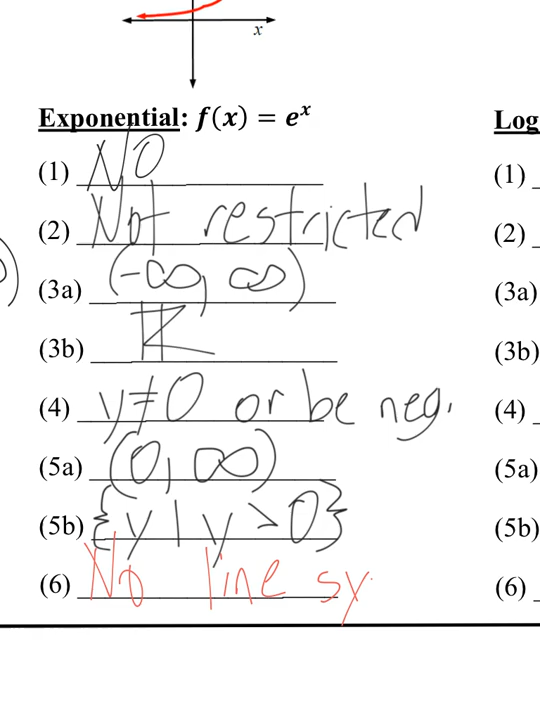 x
Exponential: f(x) = eˣ
Log
(1) NO
(1)
(2) Not restricted
(2)
(3a) (-∞, ∞)
(3a)
(3b) ℝ
(3b)
(4) y≠0 or be neg.
(4)
(5a) (0, ∞)
(5a)
(5b) {y | y > 0}
(5b)
(6) No line sy
(6)